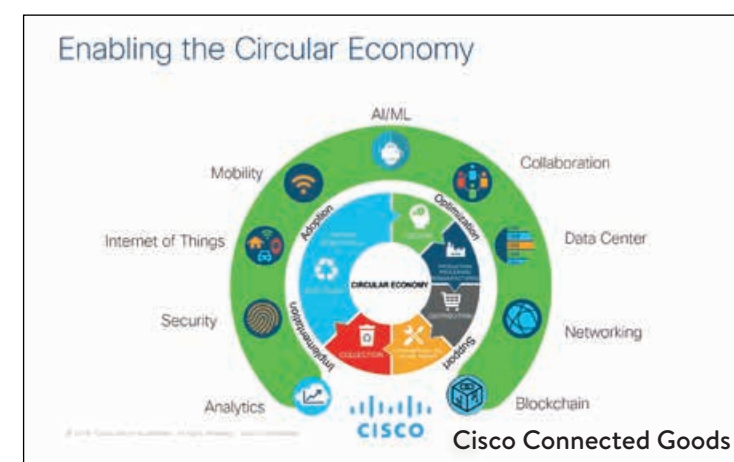 Enabling the Circular Economy
AI/ML
Mobility
Collaboration
Internet of Things
Data Center
Security
Networking
Analytics
Blockchain
Adoption
Optimization
Implementation
Support
CIRCULAR ECONOMY
DISTRIBUTION
COLLECTION
CISCO
Cisco Connected Goods